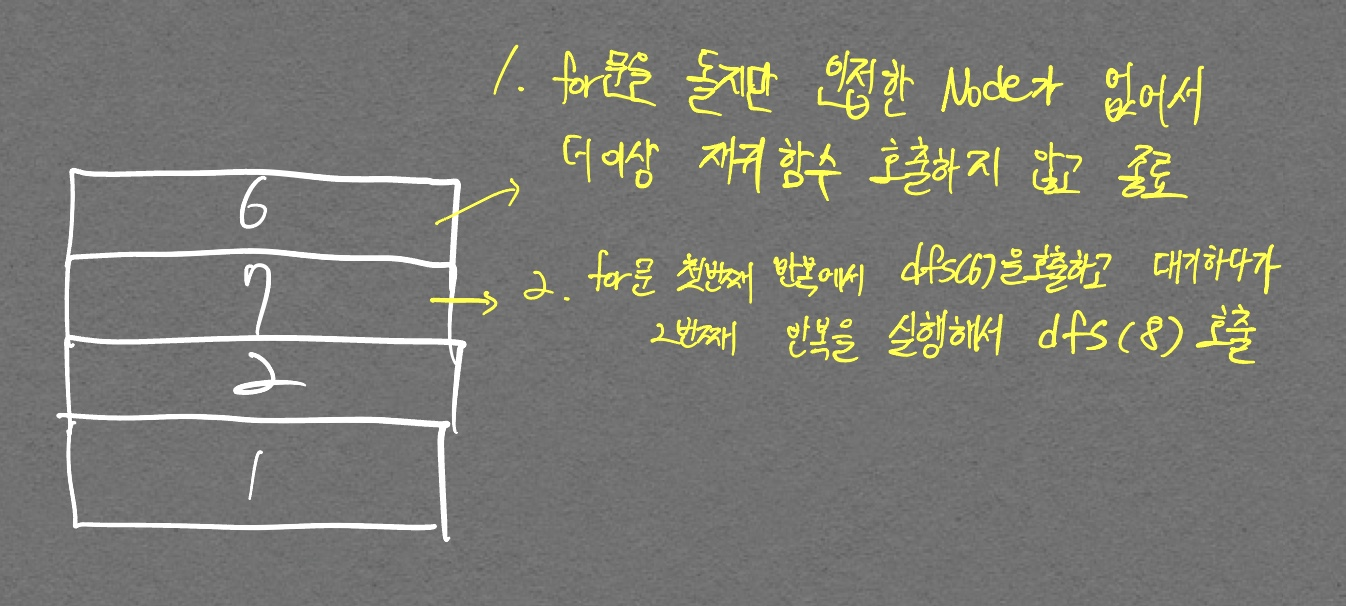 1. for문을 돌지만 인접한 Node가 없어서
더이상 재귀함수 호출하지 않고 종료
6
7
2. for문 첫번째 반복에서 dfs(6)을 호출하고 대기하다가
2번째 반복을 실행해서 dfs(8) 호출
2
1